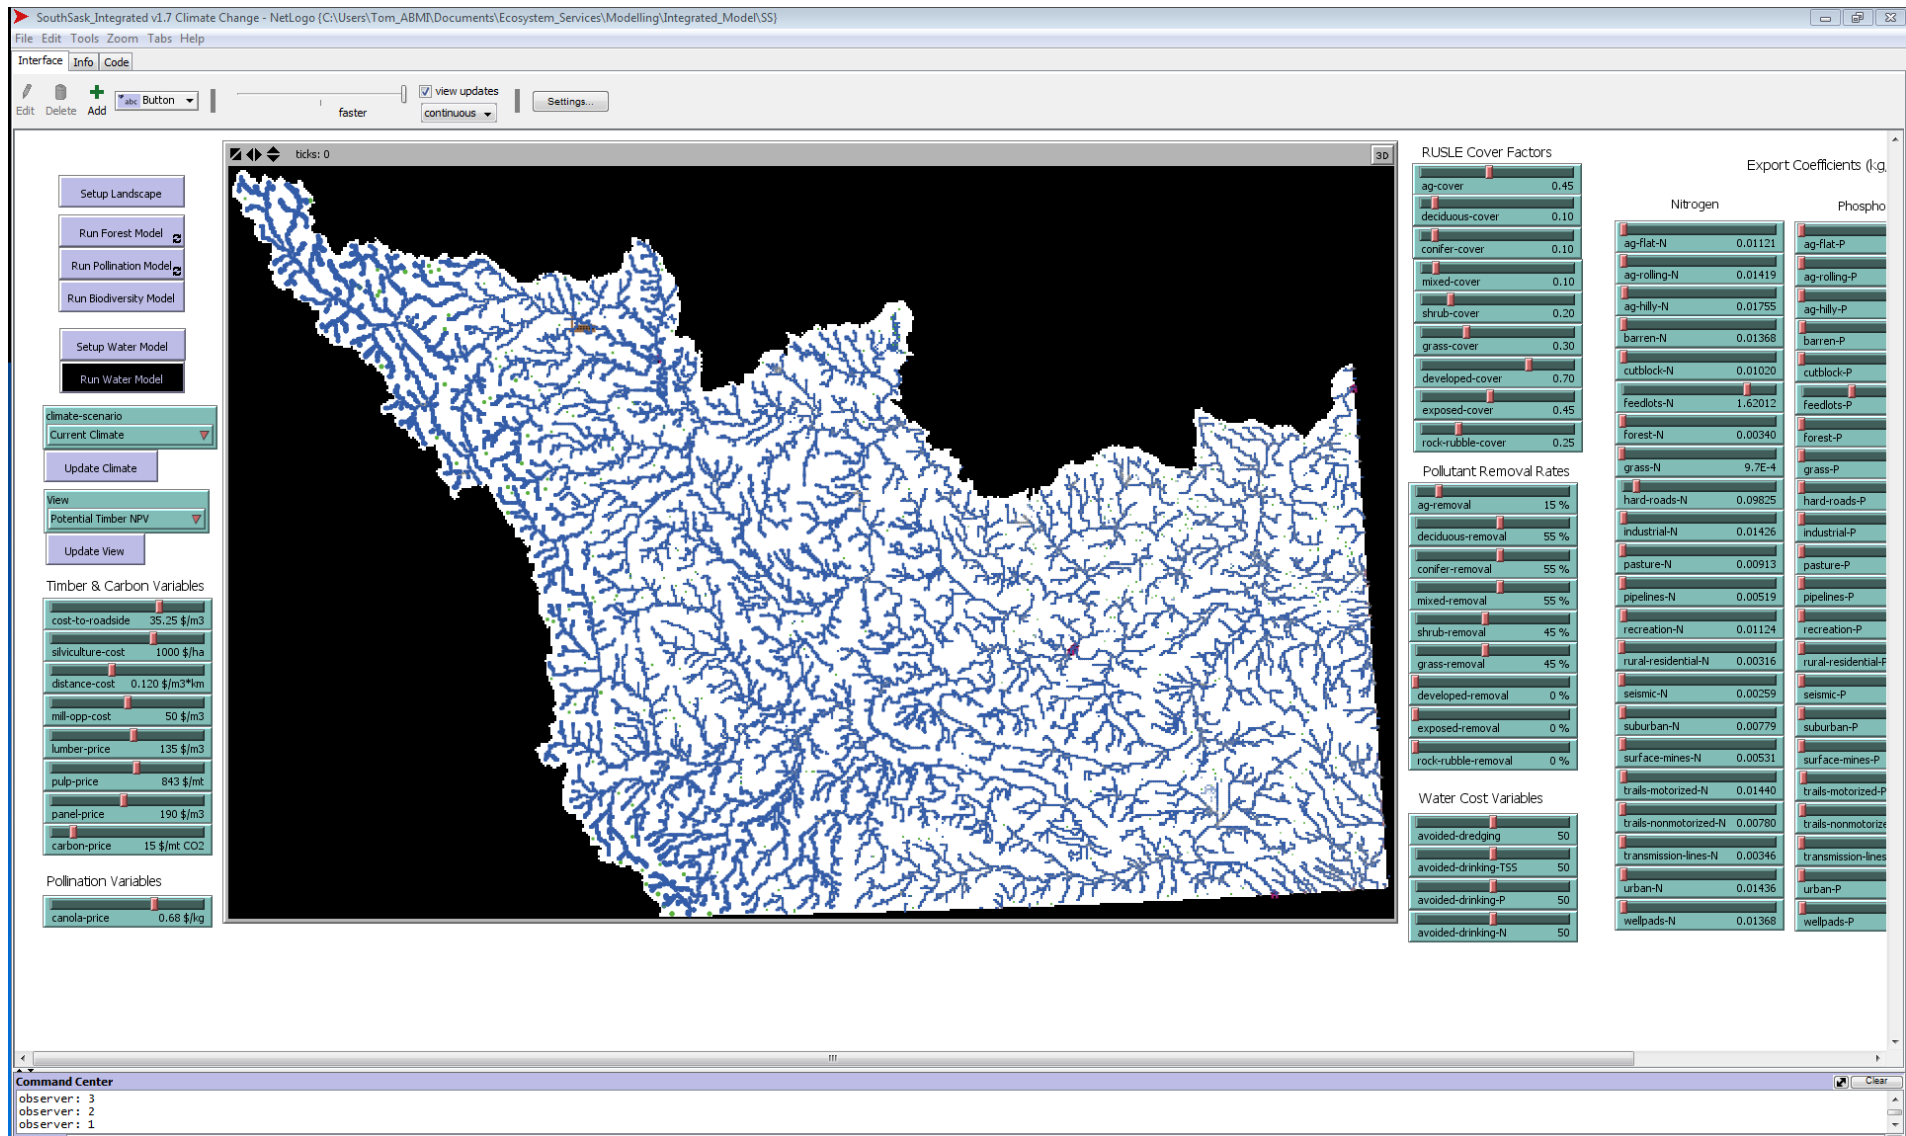 SouthSask_Integrated v1.7 Climate Change - NetLogo {C:\Users\Tom_ABMI\Documents\Ecosystem_Services\Modelling\Integrated_Model\SS}
File Edit Tools Zoom Tabs Help
Interface Info Code
Edit Delete Add abc Button faster view updates continuous Settings...
ticks: 0 3D
Setup Landscape
Run Forest Model
Run Pollination Model
Run Biodiversity Model
Setup Water Model
Run Water Model
climate-scenario
Current Climate
Update Climate
View
Potential Timber NPV
Update View
Timber & Carbon Variables
cost-to-roadside 35.25 $/m3
silviculture-cost 1000 $/ha
distance-cost 0.120 $/m3*km
mill-opp-cost 50 $/m3
lumber-price 135 $/m3
pulp-price 843 $/mt
panel-price 190 $/m3
carbon-price 15 $/mt CO2
Pollination Variables
canola-price 0.68 $/kg
RUSLE Cover Factors
ag-cover 0.45
deciduous-cover 0.10
conifer-cover 0.10
mixed-cover 0.10
shrub-cover 0.20
grass-cover 0.30
developed-cover 0.70
exposed-cover 0.45
rock-rubble-cover 0.25
Pollutant Removal Rates
ag-removal 15 %
deciduous-removal 55 %
conifer-removal 55 %
mixed-removal 55 %
shrub-removal 45 %
grass-removal 45 %
developed-removal 0 %
exposed-removal 0 %
rock-rubble-removal 0 %
Water Cost Variables
avoided-dredging 50
avoided-drinking-TSS 50
avoided-drinking-P 50
avoided-drinking-N 50
Export Coefficients (kg,
Nitrogen
ag-flat-N 0.01121
ag-rolling-N 0.01419
ag-hilly-N 0.01755
barren-N 0.01368
cutblock-N 0.01020
feedlots-N 1.62012
forest-N 0.00340
grass-N 9.7E-4
hard-roads-N 0.09825
industrial-N 0.01426
pasture-N 0.00913
pipelines-N 0.00519
recreation-N 0.01124
rural-residential-N 0.00316
seismic-N 0.00259
suburban-N 0.00779
surface-mines-N 0.00531
trails-motorized-N 0.01440
trails-nonmotorized-N 0.00780
transmission-lines-N 0.00346
urban-N 0.01436
wellpads-N 0.01368
Phospho
ag-flat-P
ag-rolling-P
ag-hilly-P
barren-P
cutblock-P
feedlots-P
forest-P
grass-P
hard-roads-P
industrial-P
pasture-P
pipelines-P
recreation-P
rural-residential-P
seismic-P
suburban-P
surface-mines-P
trails-motorized-P
trails-nonmotorize
transmission-lines
urban-P
wellpads-P
Command Center Clear
observer: 3
observer: 2
observer: 1